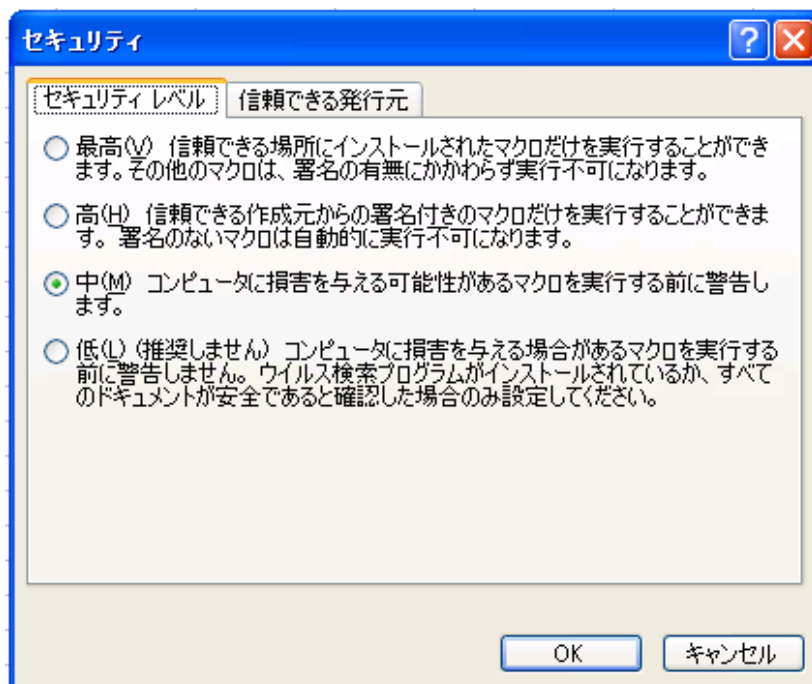 セキュリティ
セキュリティ レベル
信頼できる発行元
最高(V) 信頼できる場所にインストールされたマクロだけを実行することができ
ます。その他のマクロは、署名の有無にかかわらず実行不可になります。
高(H) 信頼できる作成元からの署名付きのマクロだけを実行することができま
す。 署名のないマクロは自動的に実行不可になります。
中(M) コンピュータに損害を与える可能性があるマクロを実行する前に警告し
ます。
低(L) (推奨しません) コンピュータに損害を与える場合があるマクロを実行する
前に警告しません。ウイルス検索プログラムがインストールされているか、すべて
のドキュメントが安全であると確認した場合のみ設定してください。
OK
キャンセル